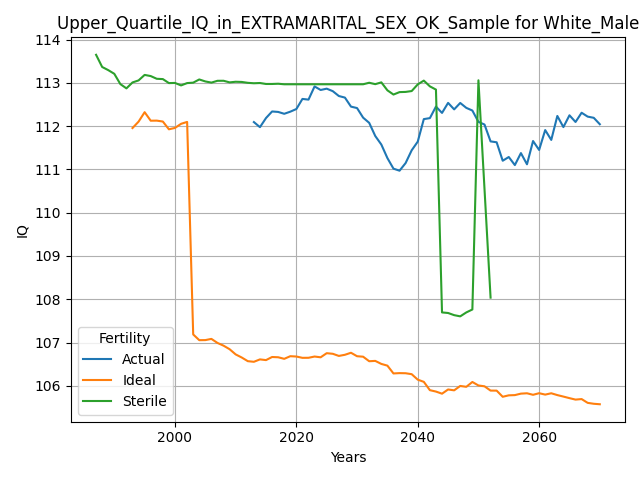 Upper_Quartile_IQ_in_EXTRAMARITAL_SEX_OK_Sample for White_Male
114
113
112
111
110
109
108
107
106
IQ
Fertility
Actual
Ideal
Sterile
2000
2020
2040
2060
Years